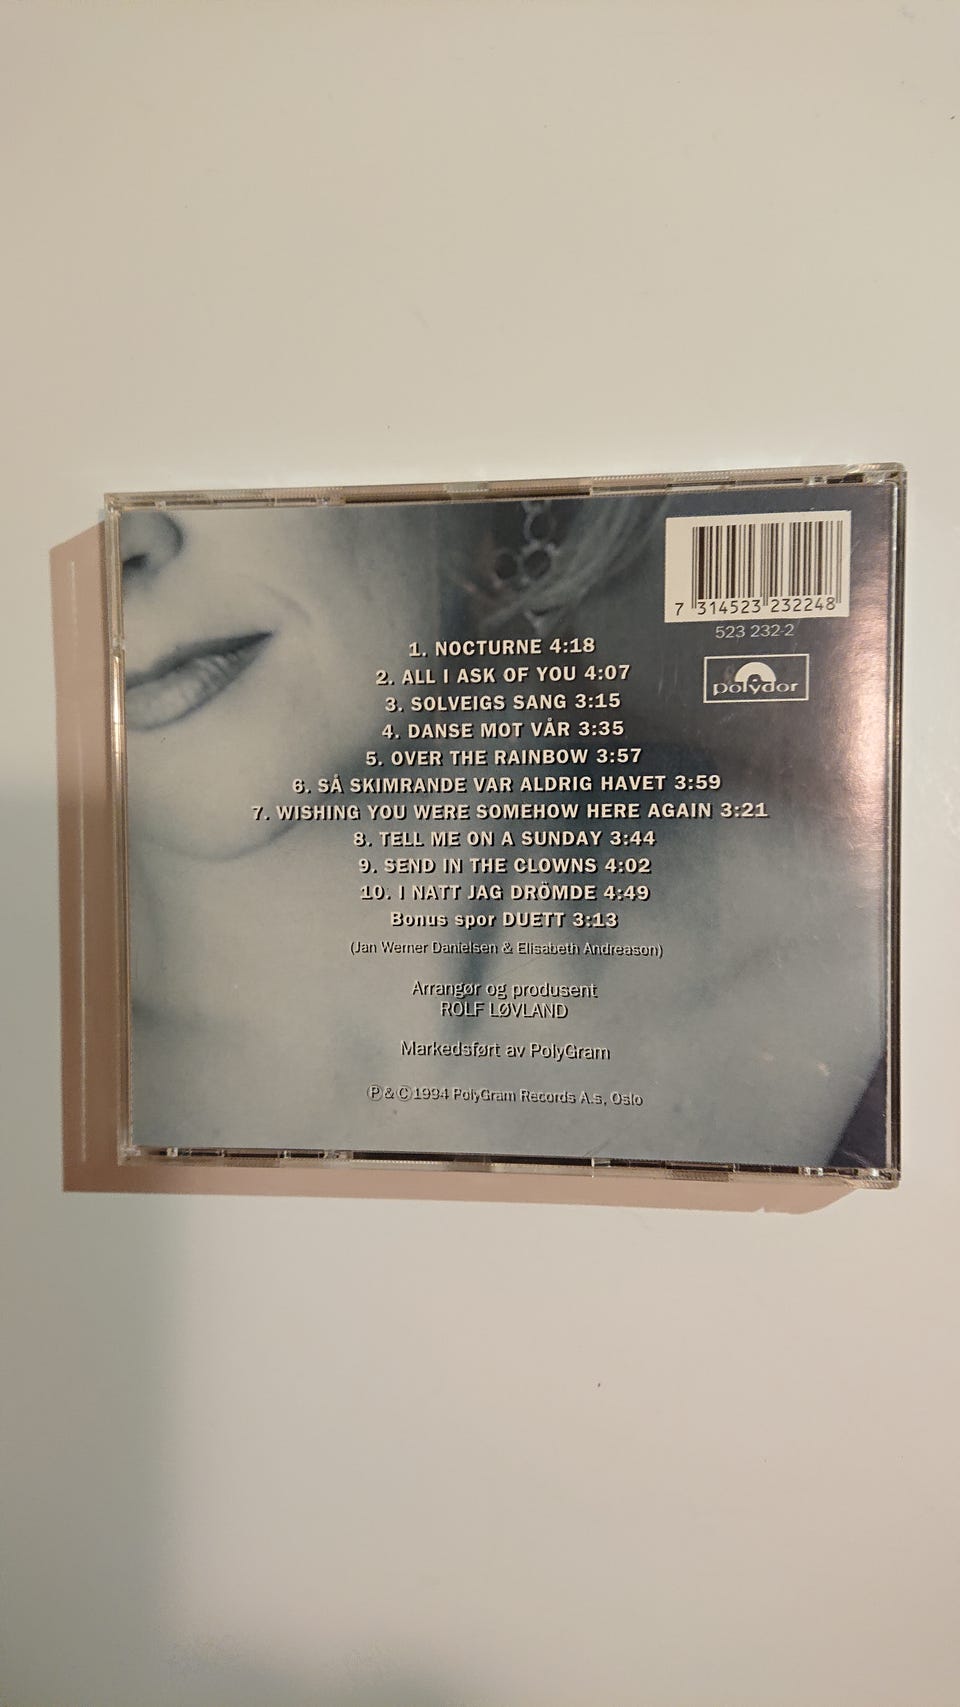 7 314523 232248
523 232-2
polydor
1. NOCTURNE 4:18
2. ALL I ASK OF YOU 4:07
3. SOLVEIGS SANG 3:15
4. DANSE MOT VÅR 3:35
5. OVER THE RAINBOW 3:57
6. SÅ SKIMRANDE VAR ALDRIG HAVET 3:59
7. WISHING YOU WERE SOMEHOW HERE AGAIN 3:21
8. TELL ME ON A SUNDAY 3:44
9. SEND IN THE CLOWNS 4:02
10. I NATT JAG DRÖMDE 4:49
Bonus spor DUETT 3:13
(Jan Werner Danielsen & Elisabeth Andreason)
Arrangør og produsent
ROLF LØVLAND
Markedsført av PolyGram
Ⓟ & Ⓒ 1994 PolyGram Records A.s, Oslo